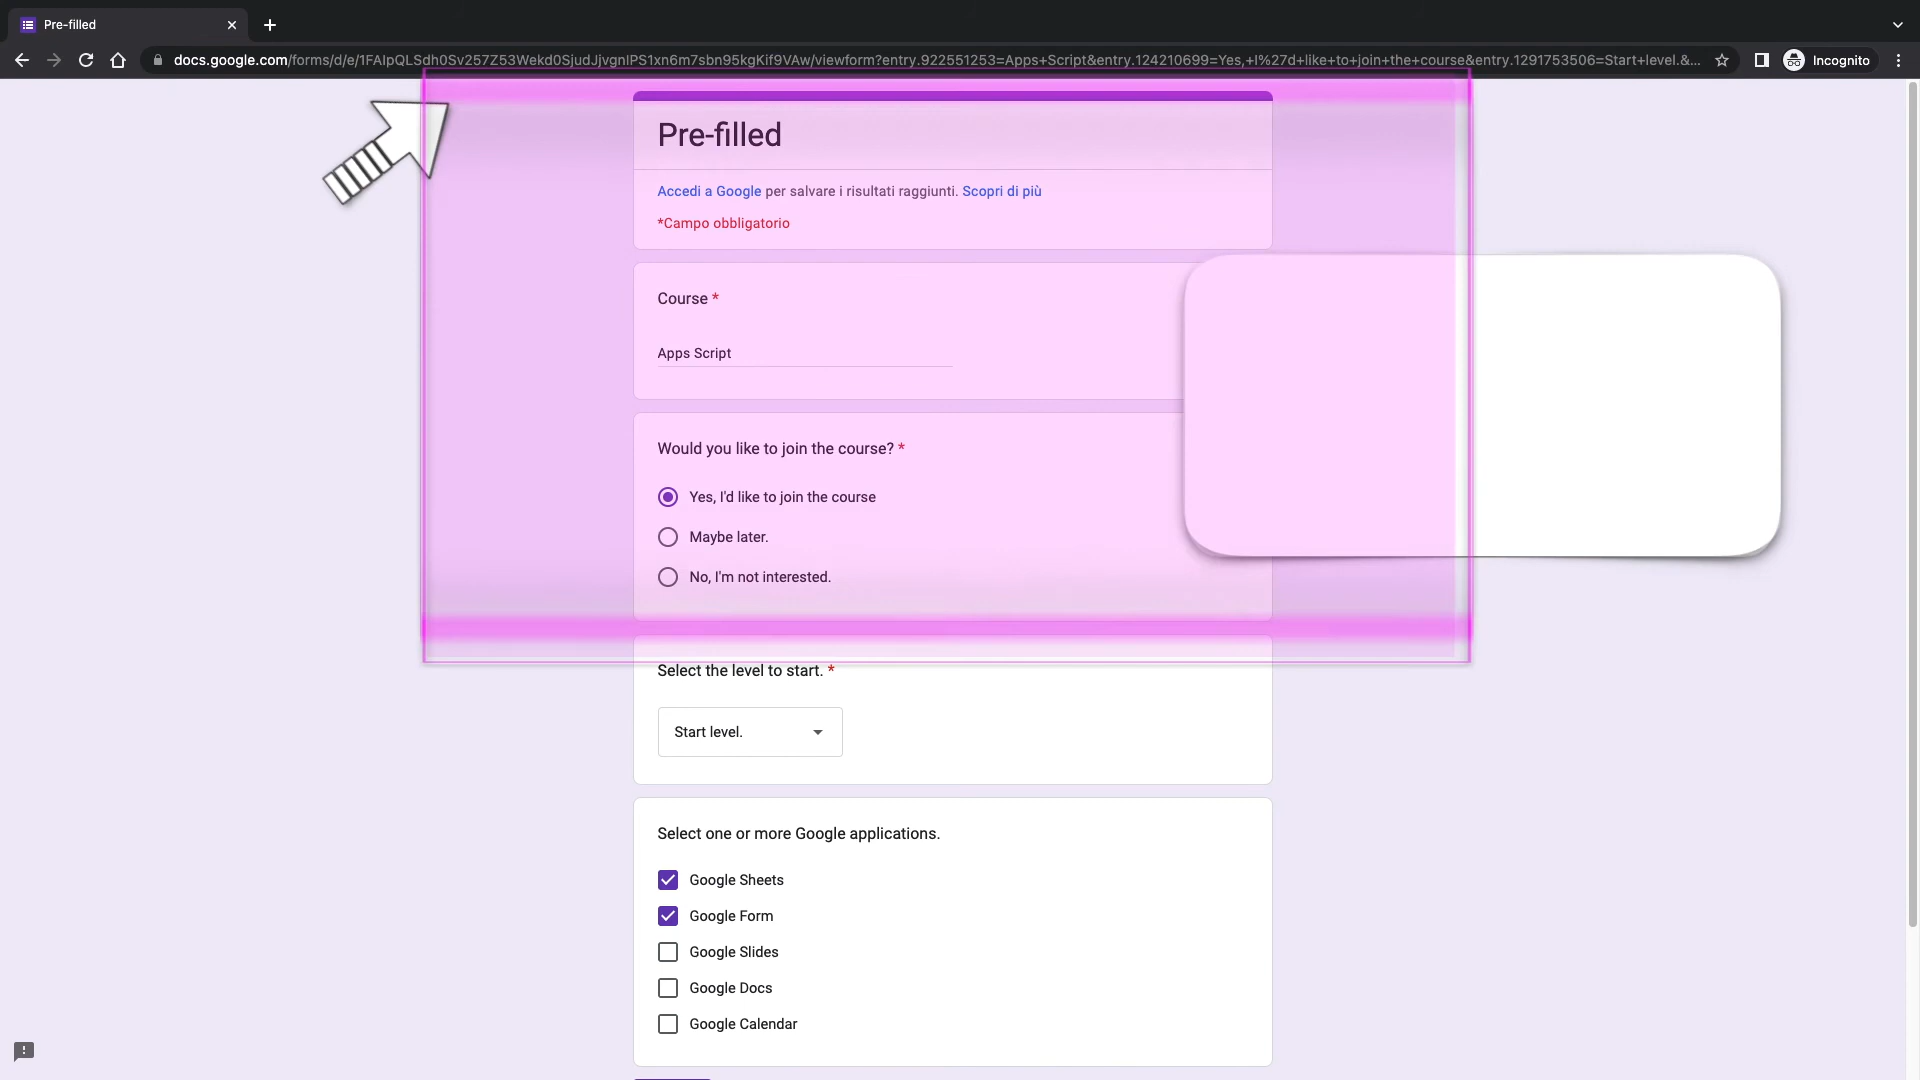 Pre-filled
docs.google.com/forms/d/e/1FAIpQLSdh0Sv257Z53Wekd0SjudJjvgnIPS1xn6m7sbn95kgKif9VAw/viewform?entry.922551253=Apps+Script&entry.124210699=Yes,+I%27d+like+to+join+the+course&entry.1291753506=Start+level.&...
Incognito
Pre-filled
Accedi a Google per salvare i risultati raggiunti. Scopri di più
*Campo obbligatorio
Course *
Apps Script
Would you like to join the course? *
Yes, I'd like to join the course
Maybe later.
No, I'm not interested.
Select the level to start. *
Start level.
Select one or more Google applications.
Google Sheets
Google Form
Google Slides
Google Docs
Google Calendar